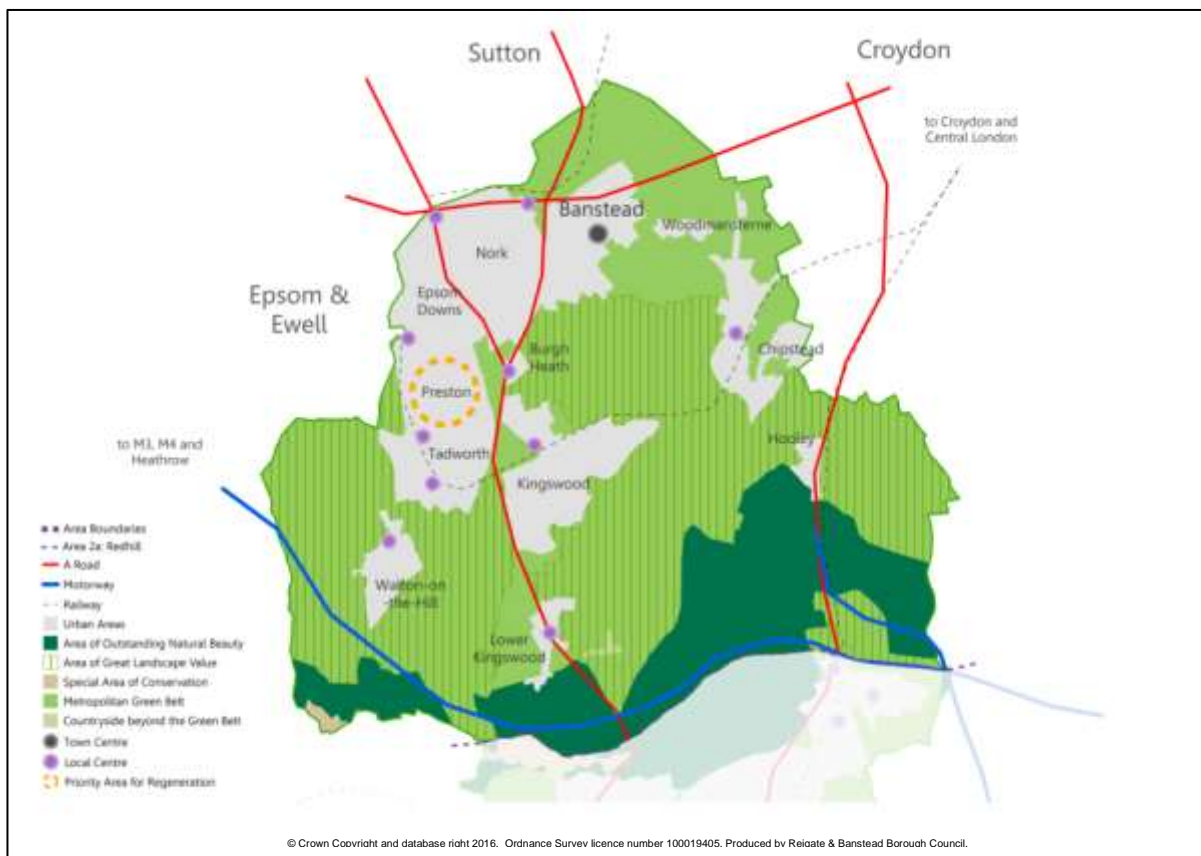 Sutton
Croydon
to Croydon and
Central London
Banstead
Woodmansterne
Nork
Epsom
Downs
Epsom &
Ewell
Burgh
Heath
Chipstead
Preston
to M3, M4 and
Heathrow
Tadworth
Hooley
Kingswood
Walton-on
-the-Hill
Lower
Kingswood
Area Boundaries
Area 2a: Redhill
A Road
Motorway
Railway
Urban Areas
Area of Outstanding Natural Beauty
Area of Great Landscape Value
Special Area of Conservation
Metropolitan Green Belt
Countryside beyond the Green Belt
Town Centre
Local Centre
Priority Area for Regeneration
© Crown Copyright and database right 2016. Ordnance Survey licence number 100019405. Produced by Reigate & Banstead Borough Council.